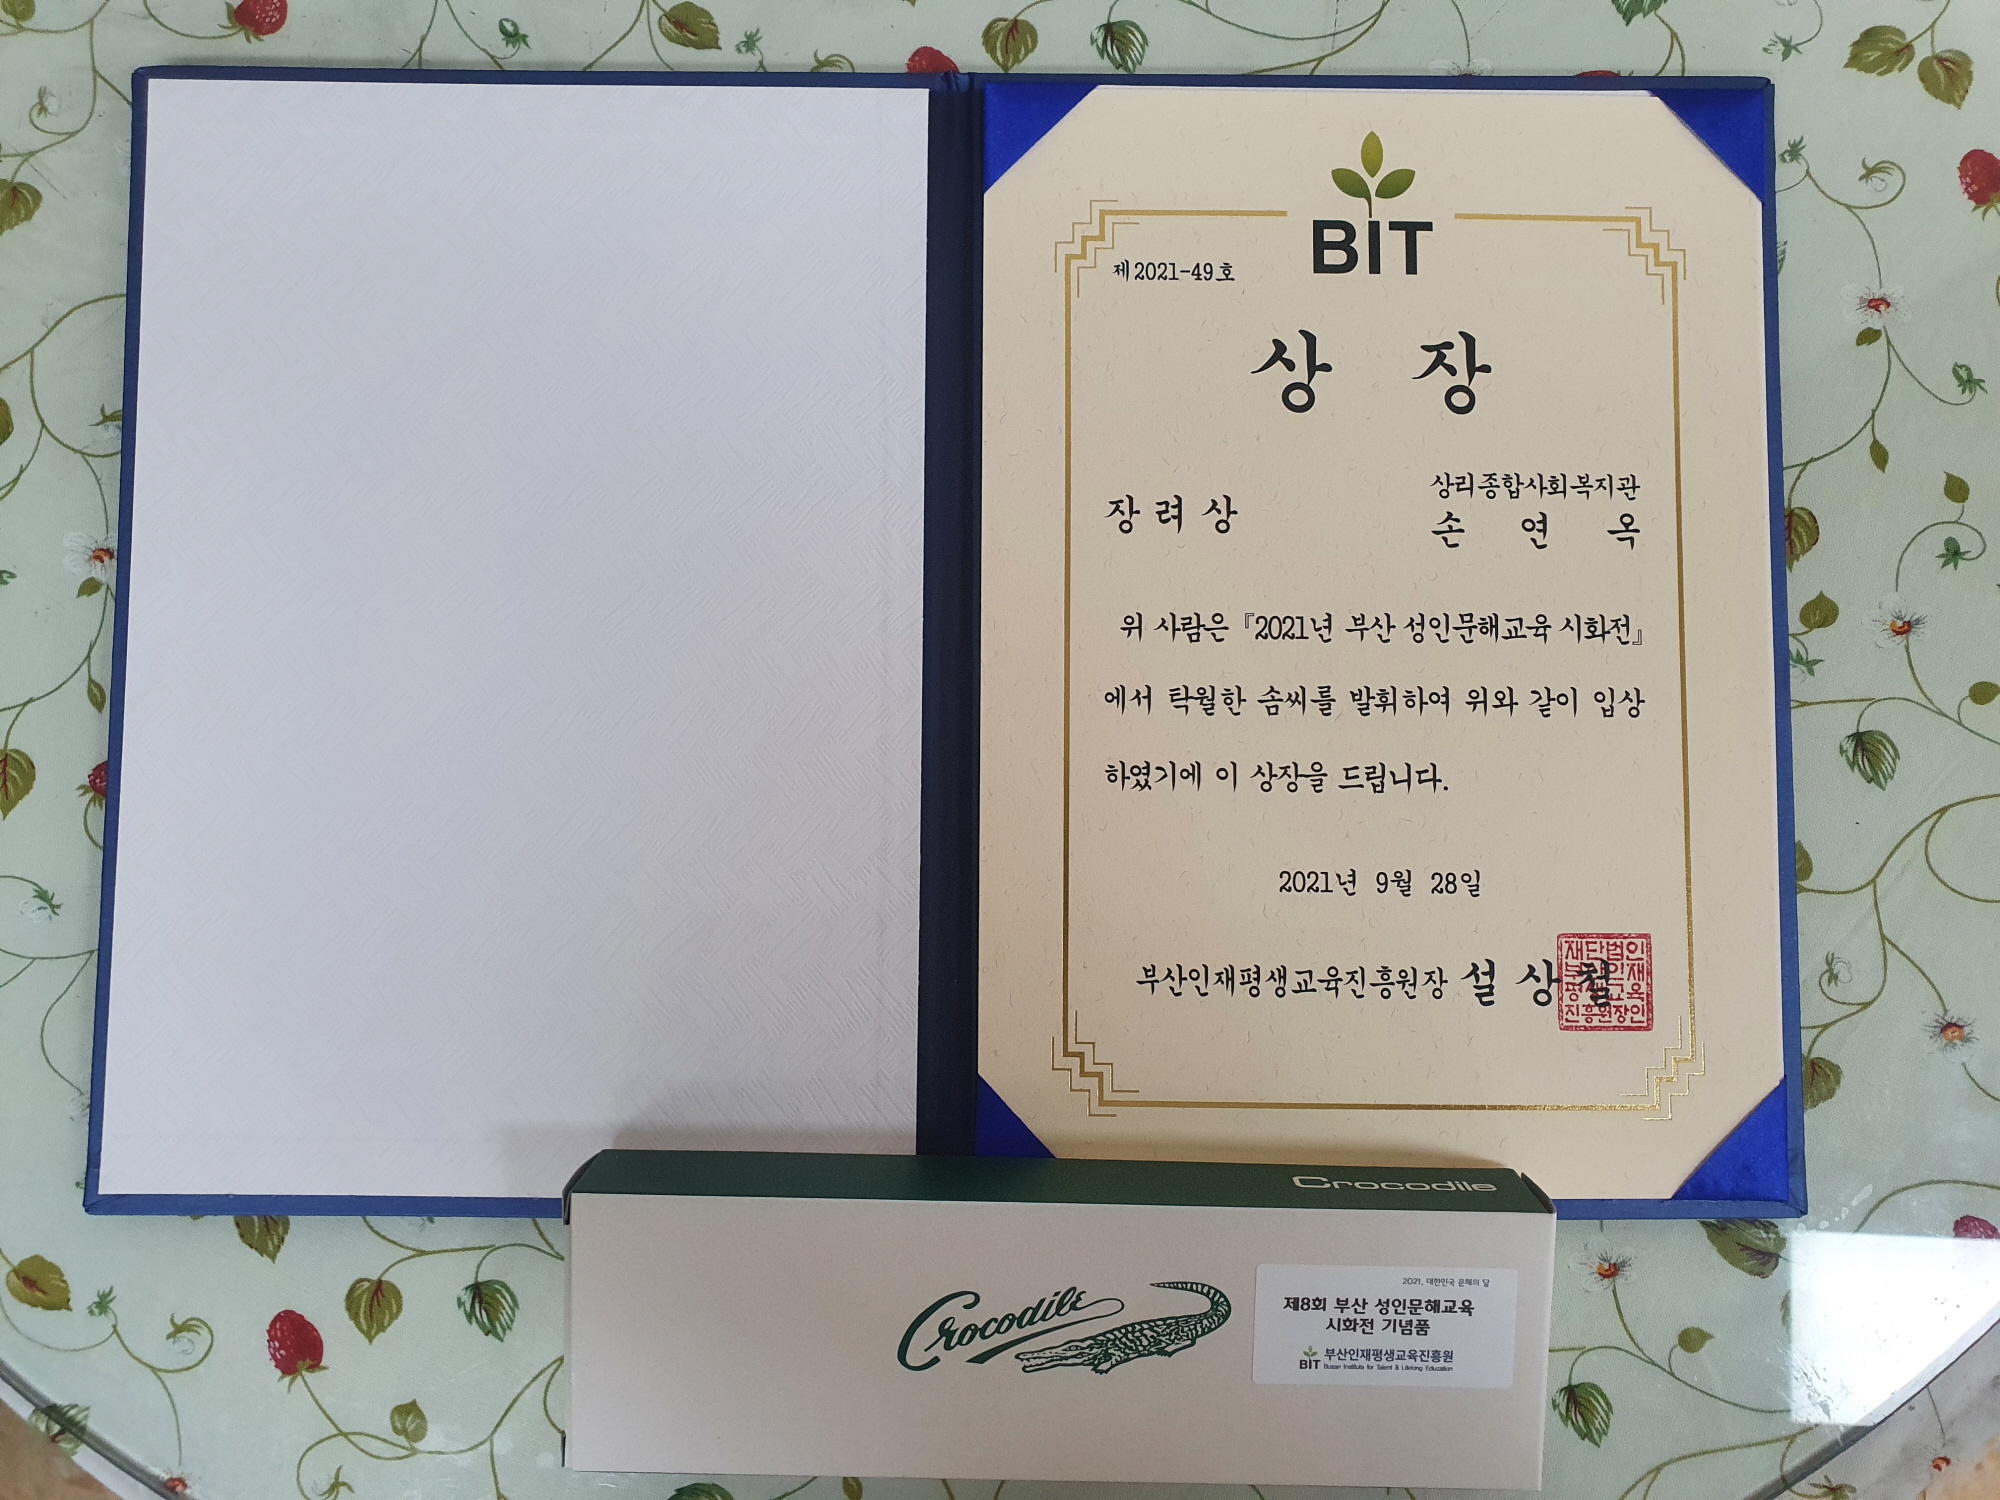 BIT
제2021-49호
상 장
장 려 상
상리종합사회복지관
손 연 옥
위 사람은 『2021년 부산 성인문해교육 시화전』
에서 탁월한 솜씨를 발휘하여 위와 같이 입상
하였기에 이 상장을 드립니다.
2021년 9월 28일
부산인재평생교육진흥원장 설 상 철
재단법인
부산인재
평생교육
진흥원장인
Crocodile
Crocodile
2021. 대한민국 문해의 달
제8회 부산 성인문해교육
시화전 기념품
BIT 부산인재평생교육진흥원
Busan Institute for Talent & Lifelong Education